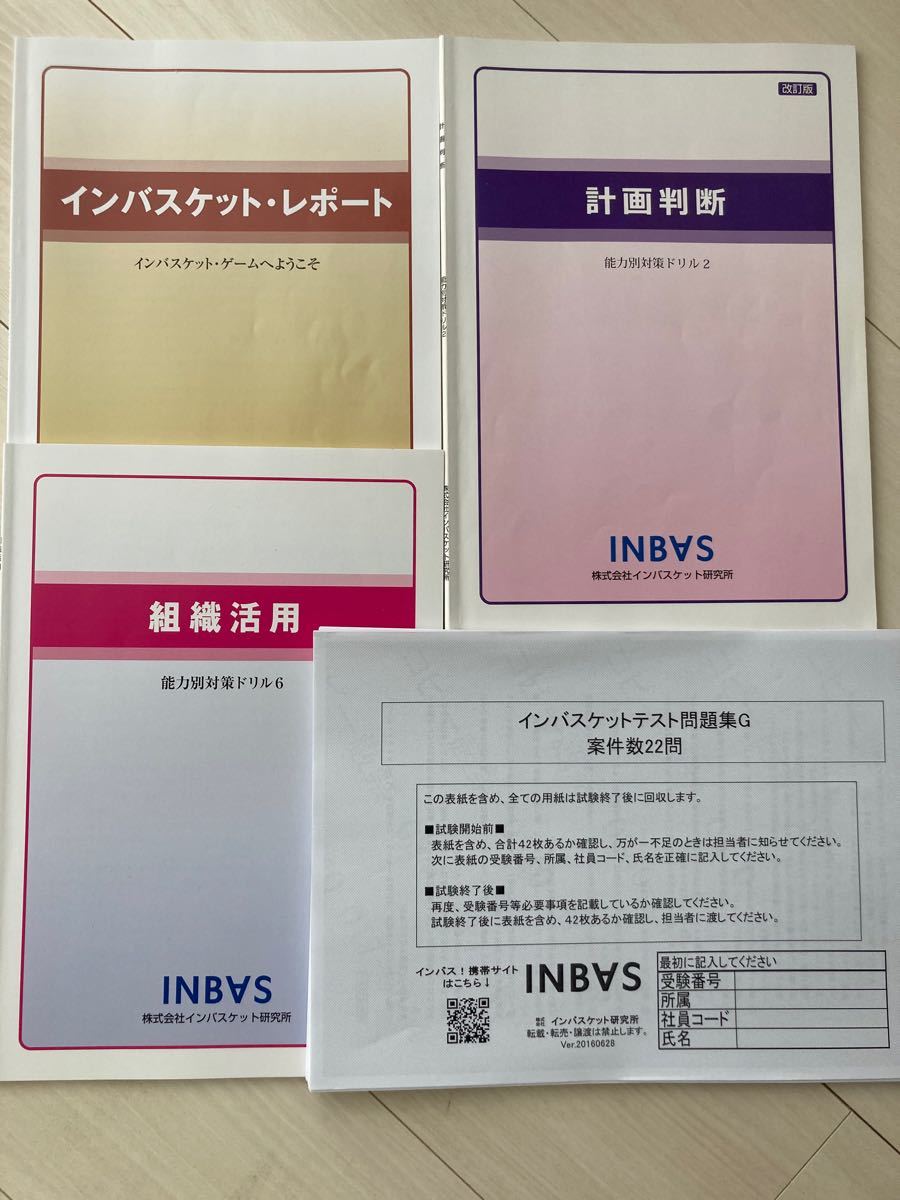 インバスケット・レポート
インバスケット・ゲームへようこそ
改訂版
計画判断
能力別対策ドリル2
INBAS
株式会社インバスケット研究所
計画判断
組織活用
能力別対策ドリル6
INBAS
株式会社インバスケット研究所
インバスケットテスト問題集G
案件数22問
この表紙を含め、全ての用紙は試験終了後に回収します。
■試験開始前■
表紙を含め、合計42枚あるか確認し、万が一不足のときは担当者に知らせてください。
次に表紙の受験番号、所属、社員コード、氏名を正確に記入してください。
■試験終了後■
再度、受験番号等必要事項を記載しているか確認してください。
試験終了後に表紙を含め、42枚あるか確認し、担当者に渡してください。
インバス！携帯サイト
はこちら↓
INBAS
株式会社 インバスケット研究所
転載・転売・譲渡は禁止します。
Ver.20160628
最初に記入してください
受験番号
所属
社員コード
氏名